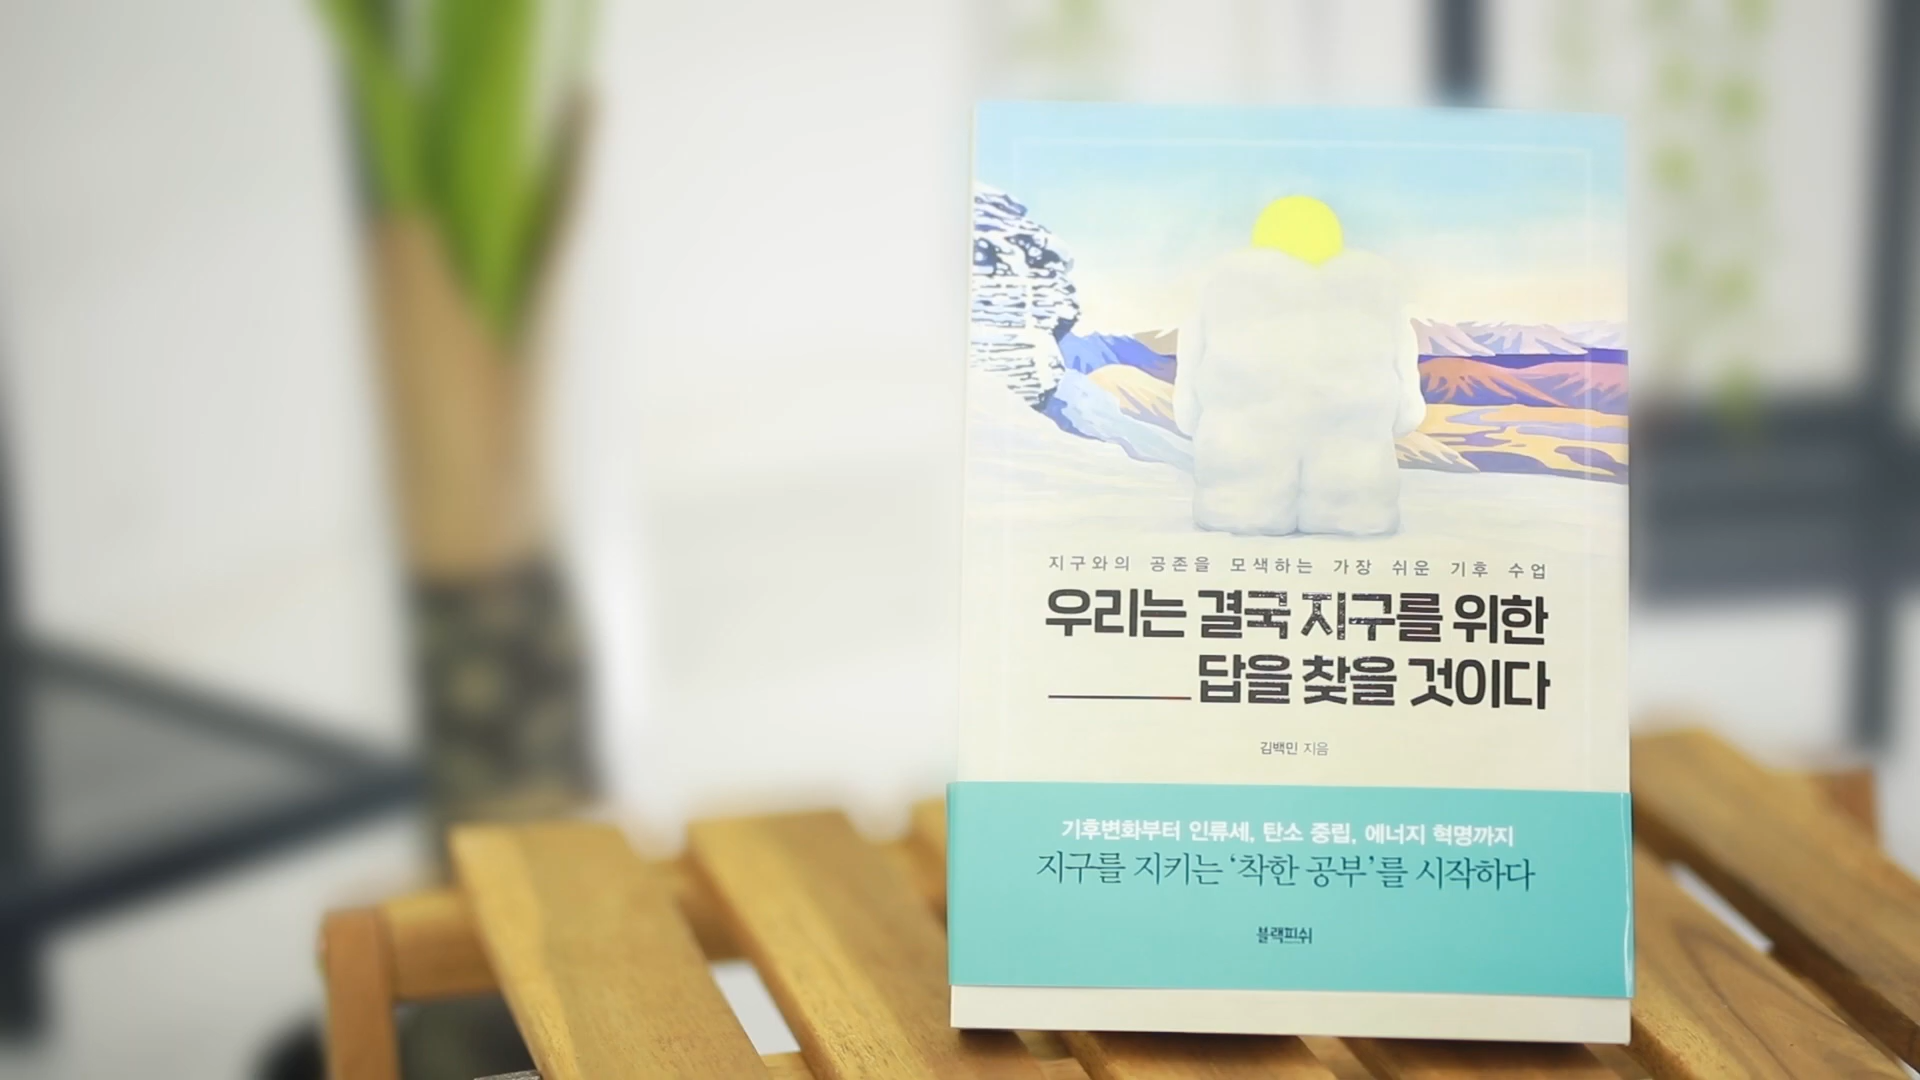 지구와의 공존을 모색하는 가장 쉬운 기후 수업
우리는 결국 지구를 위한
답을 찾을 것이다
김백민 지음
기후변화부터 인류세, 탄소 중립, 에너지 혁명까지
지구를 지키는 ‘착한 공부’를 시작하다
블랙피쉬